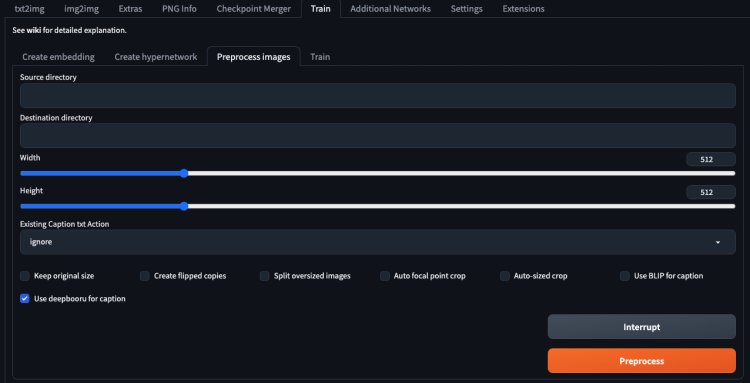 txt2img img2img Extras PNG Info Checkpoint Merger Train Additional Networks Settings Extensions
See wiki for detailed explanation.
Create embedding Create hypernetwork Preprocess images Train
Source directory
Destination directory
Width 512
Height 512
Existing Caption txt Action
ignore
Keep original size Create flipped copies Split oversized images Auto focal point crop Auto-sized crop Use BLIP for caption
Use deepbooru for caption
Interrupt
Preprocess